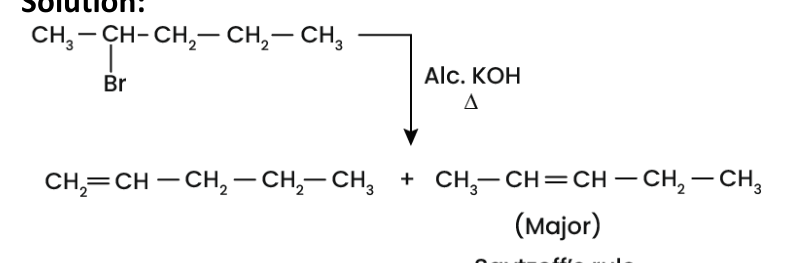 Solution:
CH₃—CH-CH₂—CH₂—CH₃
Br
Alc. KOH
Δ
CH₂=CH—CH₂—CH₂—CH₃ + CH₃—CH=CH—CH₂—CH₃
(Major)